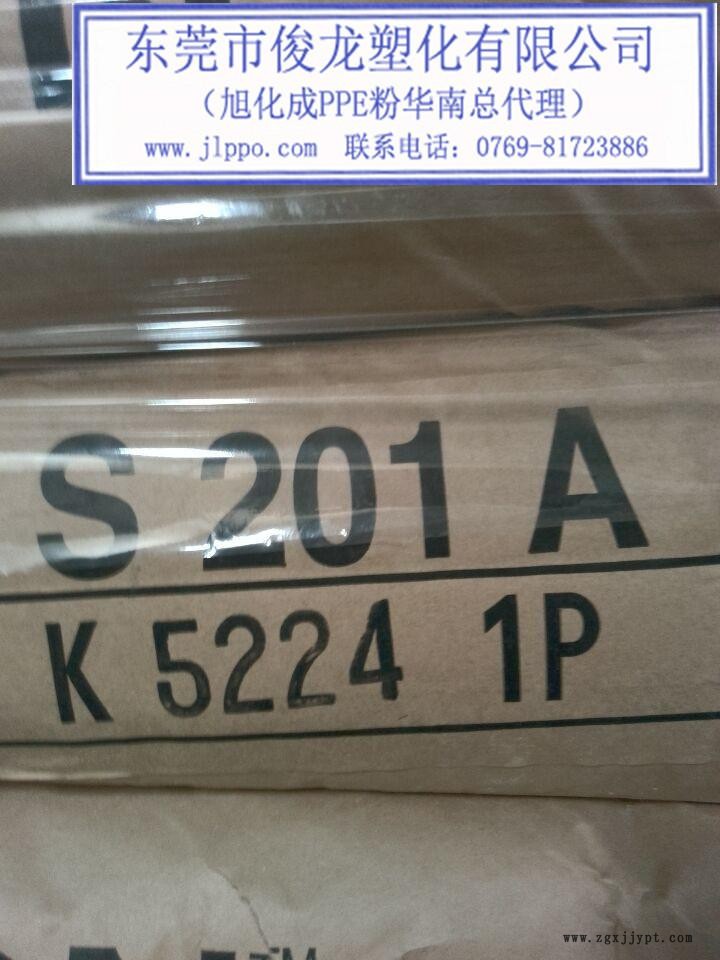 东莞市俊龙塑化有限公司
（旭化成PPE粉华南总代理）
www.jlppo.com 联系电话：0769-81723886
S 201 A
K 5224 1P
TM
www.zgxjjypt.com